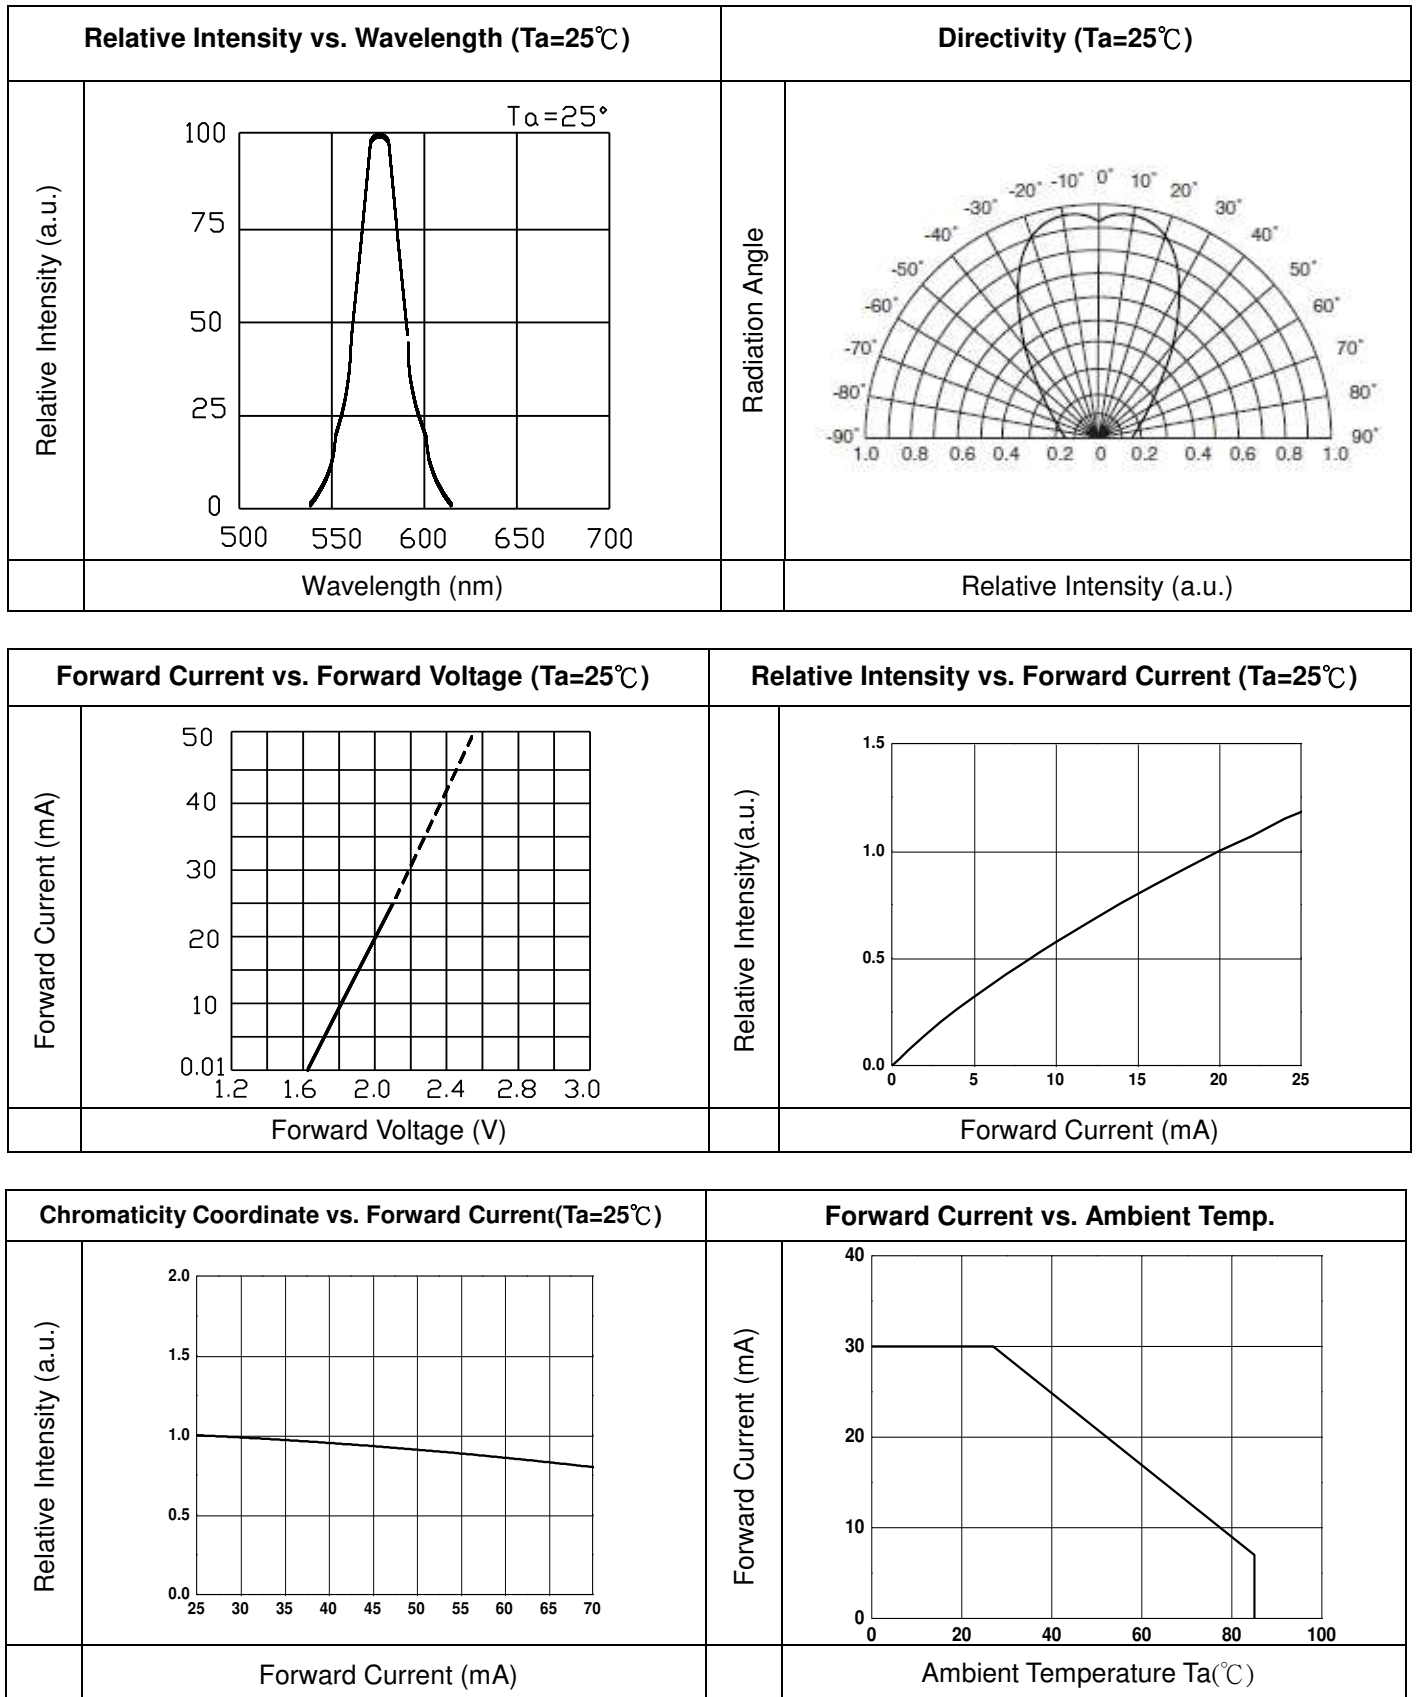 Relative Intensity vs. Wavelength (Ta=25℃)
Directivity (Ta=25℃)
Relative Intensity (a.u.)
Ta=25°
100
75
50
25
0
500 550 600 650 700
Wavelength (nm)
Radiation Angle
-90° -80° -70° -60° -50° -40° -30° -20° -10° 0° 10° 20° 30° 40° 50° 60° 70° 80° 90°
1.0 0.8 0.6 0.4 0.2 0 0.2 0.4 0.6 0.8 1.0
Relative Intensity (a.u.)
Forward Current vs. Forward Voltage (Ta=25℃)
Relative Intensity vs. Forward Current (Ta=25℃)
Forward Current (mA)
50
40
30
20
10
0.01
1.2 1.6 2.0 2.4 2.8 3.0
Forward Voltage (V)
Relative Intensity(a.u.)
1.5
1.0
0.5
0.0
0 5 10 15 20 25
Forward Current (mA)
Chromaticity Coordinate vs. Forward Current(Ta=25℃)
Forward Current vs. Ambient Temp.
Relative Intensity (a.u.)
2.0
1.5
1.0
0.5
0.0
25 30 35 40 45 50 55 60 65 70
Forward Current (mA)
Forward Current (mA)
40
30
20
10
0
0 20 40 60 80 100
Ambient Temperature Ta(℃)